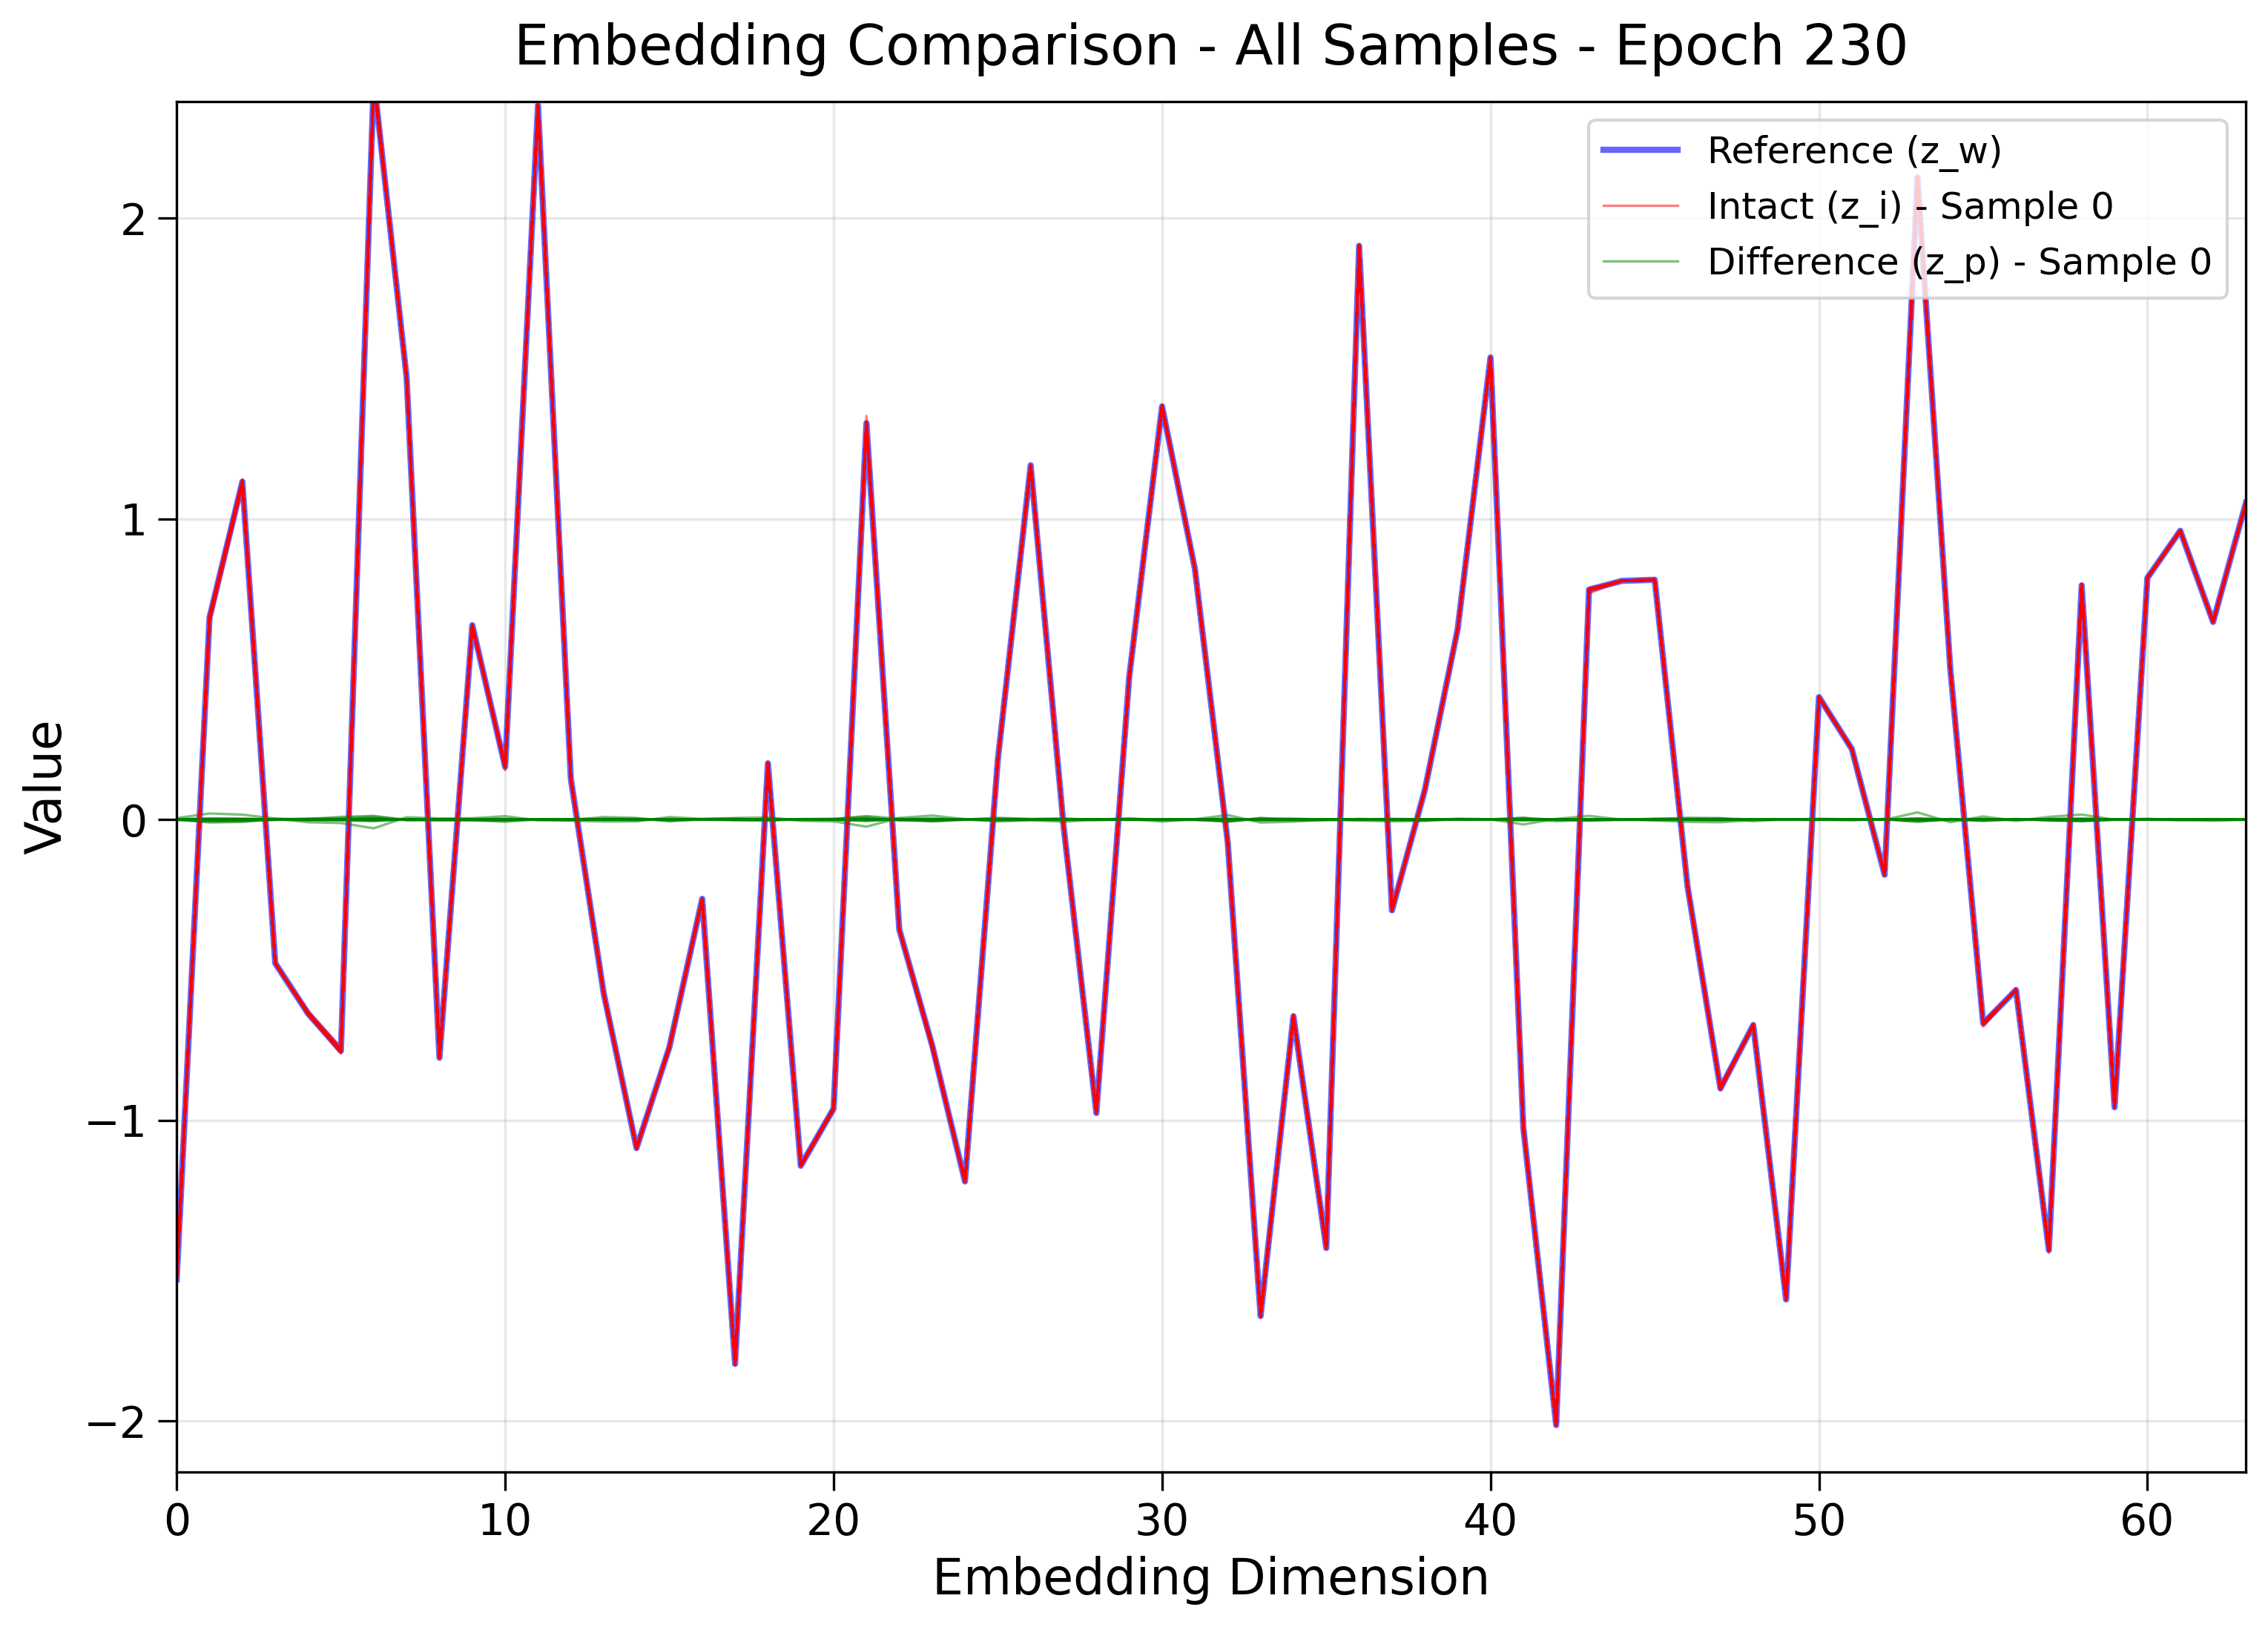 Embedding Comparison - All Samples - Epoch 230
Reference (z_w)
Intact (z_i) - Sample 0
Difference (z_p) - Sample 0
Value
2
1
0
−1
−2
0 10 20 30 40 50 60
Embedding Dimension